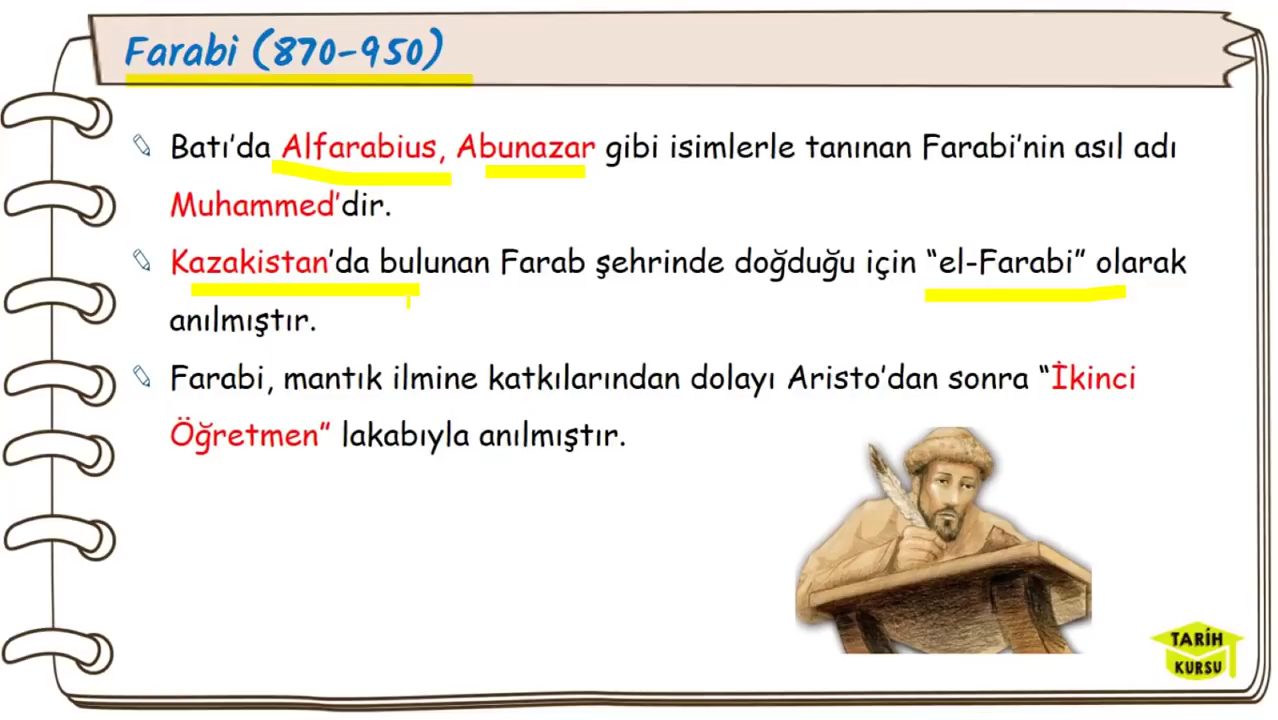 Farabi (870-950)
Batı'da Alfarabius, Abunazar gibi isimlerle tanınan Farabi'nin asıl adı
Muhammed'dir.
Kazakistan'da bulunan Farab şehrinde doğduğu için “el-Farabi” olarak
anılmıştır.
Farabi, mantık ilmine katkılarından dolayı Aristo'dan sonra “İkinci
Öğretmen” lakabıyla anılmıştır.
TARİH
KURSU